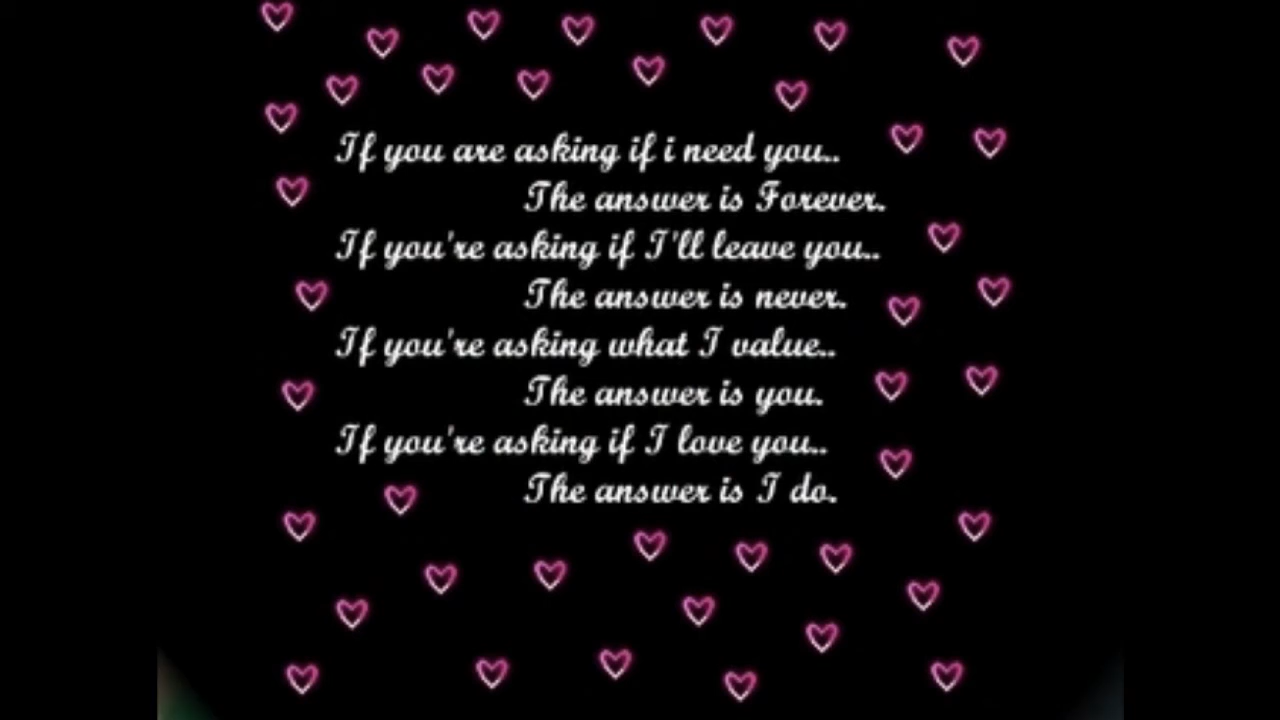 If you are asking if i need you..
The answer is Forever.
If you're asking if I'll leave you..
The answer is never.
If you're asking what I value..
The answer is you.
If you're asking if I love you..
The answer is I do.